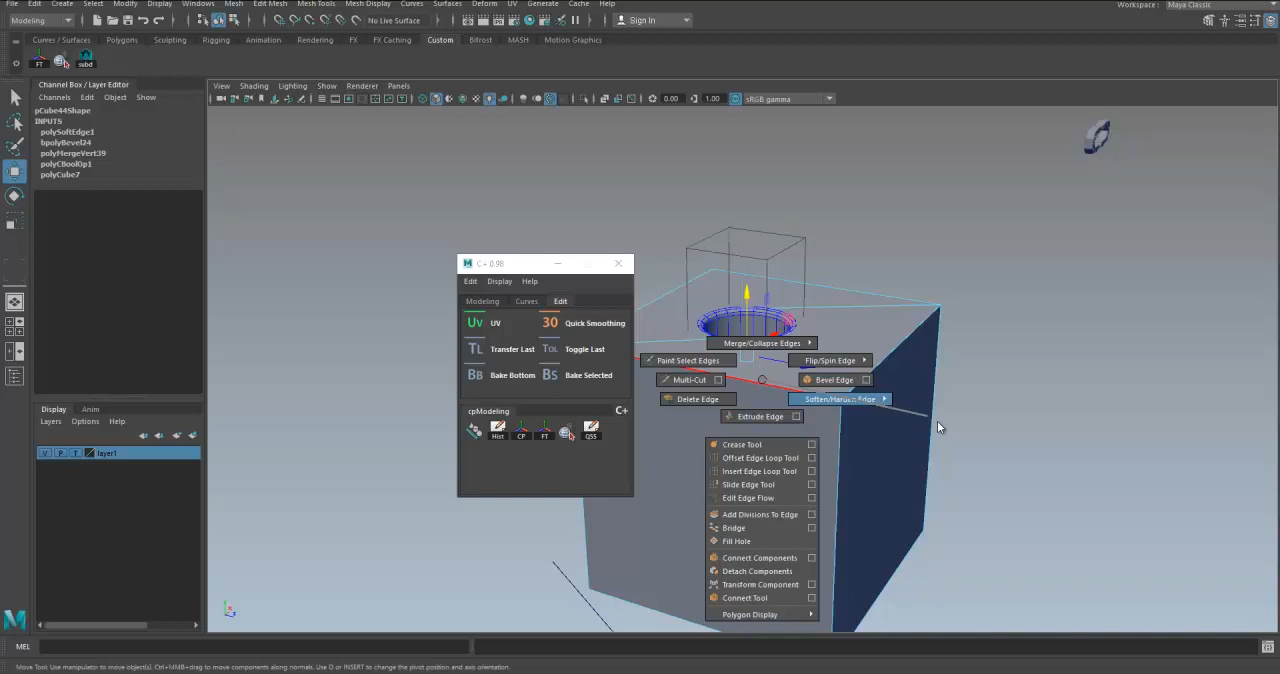 File Edit Create Select Modify Display Windows Mesh Edit Mesh Mesh Tools Mesh Display Curves Surfaces Deform UV Generate Cache Help Workspace : Maya Classic
Modeling No Live Surface Sign In
Curves / Surfaces Polygons Sculpting Rigging Animation Rendering FX FX Caching Custom Bifrost MASH Motion Graphics
FT subd
Channel Box / Layer Editor
View Shading Lighting Show Renderer Panels
Channels Edit Object Show
0.00 1.00 sRGB gamma
pCube44Shape
INPUTS
polySoftEdge1
bpolyBevel24
polyMergeVert39
polyCBoolOp1
polyCube7
C + 0.98
Edit Display Help
Modeling Curves Edit
UV UV 30 Quick Smoothing
TL Transfer Last TOL Toggle Last
BB Bake Bottom BS Bake Selected
cpModeling C+
Hist CP FT QSS
Merge/Collapse Edges
Paint Select Edges Flip/Spin Edge
Multi-Cut Bevel Edge
Delete Edge Soften/Harden Edge
Extrude Edge
Crease Tool
Offset Edge Loop Tool
Insert Edge Loop Tool
Slide Edge Tool
Edit Edge Flow
Add Divisions To Edge
Bridge
Fill Hole
Connect Components
Detach Components
Transform Component
Connect Tool
Polygon Display
Display Anim
Layers Options Help
V P T layer1
MEL
Move Tool: Use manipulator to move object(s). Ctrl+MMB+drag to move components along normals. Use D or INSERT to change the pivot position and axis orientation.